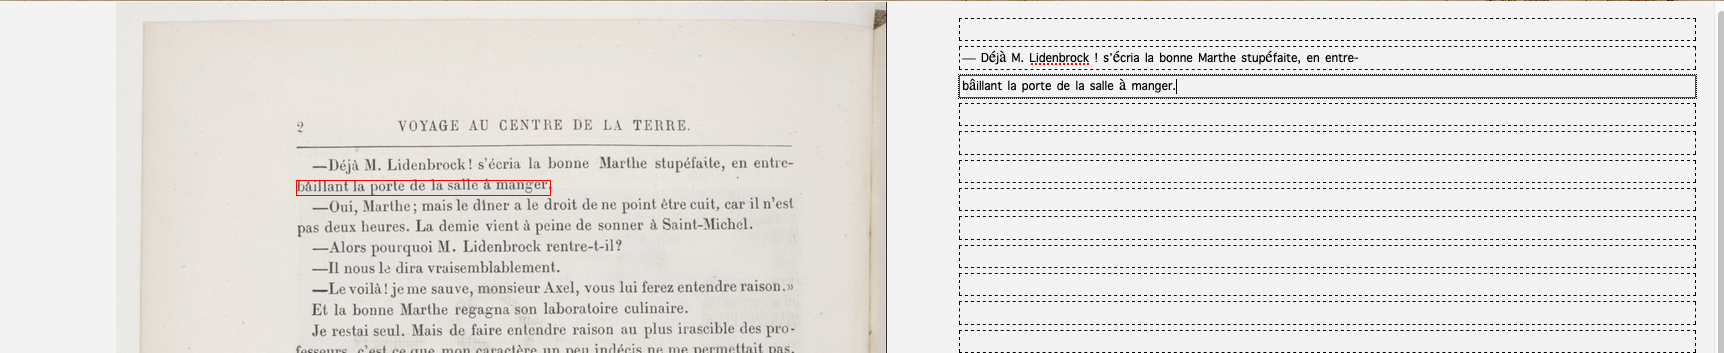 2 VOYAGE AU CENTRE DE LA TERRE.
—Déjà M. Lidenbrock! s'écria la bonne Marthe stupéfaite, en entre-
bâillant la porte de la salle à manger.
—Oui, Marthe; mais le dîner a le droit de ne point être cuit, car il n'est
pas deux heures. La demie vient à peine de sonner à Saint-Michel.
—Alors pourquoi M. Lidenbrock rentre-t-il?
—Il nous le dira vraisemblablement.
—Le voilà! je me sauve, monsieur Axel, vous lui ferez entendre raison.»
Et la bonne Marthe regagna son laboratoire culinaire.
Je restai seul. Mais de faire entendre raison au plus irascible des pro-
fesseurs, c'est ce que mon caractère un peu indécis ne me permettait pas.
— Déjà M. Lidenbrock ! s'écria la bonne Marthe stupéfaite, en entre-
bâillant la porte de la salle à manger.